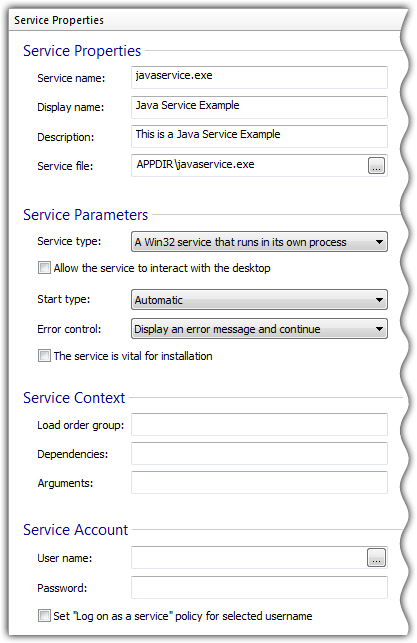 Service Properties
Service Properties
Service name: javaservice.exe
Display name: Java Service Example
Description: This is a Java Service Example
Service file: APPDIR\javaservice.exe ...
Service Parameters
Service type: A Win32 service that runs in its own process
Allow the service to interact with the desktop
Start type: Automatic
Error control: Display an error message and continue
The service is vital for installation
Service Context
Load order group:
Dependencies:
Arguments:
Service Account
User name: ...
Password:
Set "Log on as a service" policy for selected username